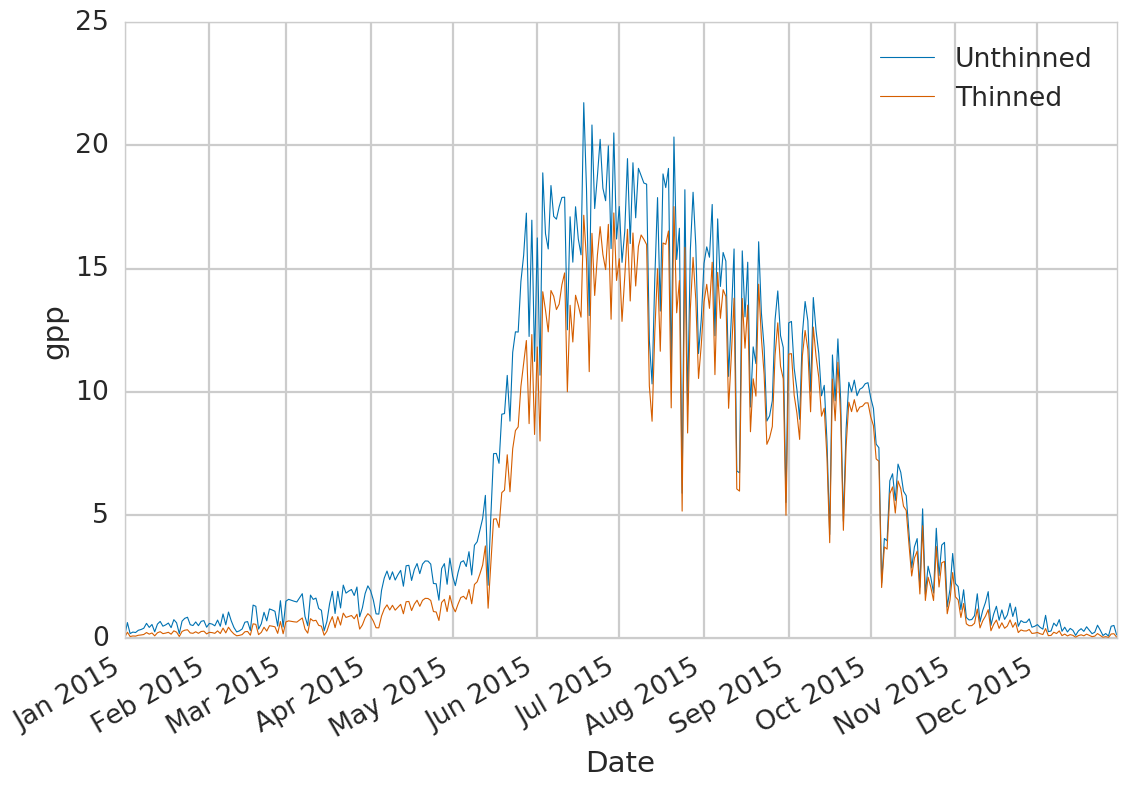 25
20
15
10
5
0
gpp
Unthinned
Thinned
Jan 2015
Feb 2015
Mar 2015
Apr 2015
May 2015
Jun 2015
Jul 2015
Aug 2015
Sep 2015
Oct 2015
Nov 2015
Dec 2015
Date